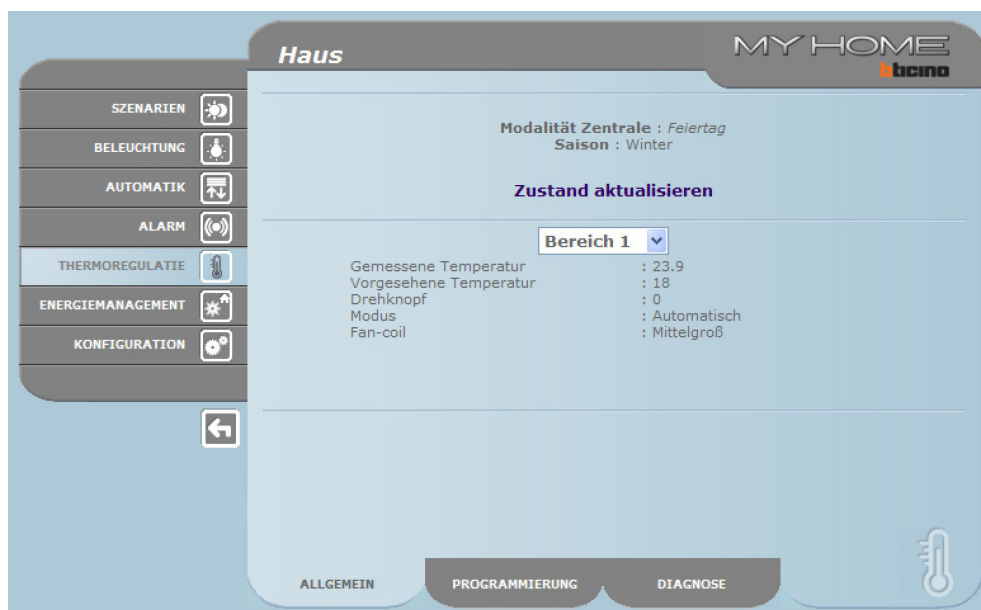 Haus
MY HOME
bticino
SZENARIEN
BELEUCHTUNG
AUTOMATIK
ALARM
THERMOREGULATIE
ENERGIEMANAGEMENT
KONFIGURATION
Modalität Zentrale : Feiertag
Saison : Winter
Zustand aktualisieren
Bereich 1
Gemessene Temperatur : 23.9
Vorgesehene Temperatur : 18
Drehknopf : 0
Modus : Automatisch
Fan-coil : Mittelgroß
ALLGEMEIN
PROGRAMMIERUNG
DIAGNOSE